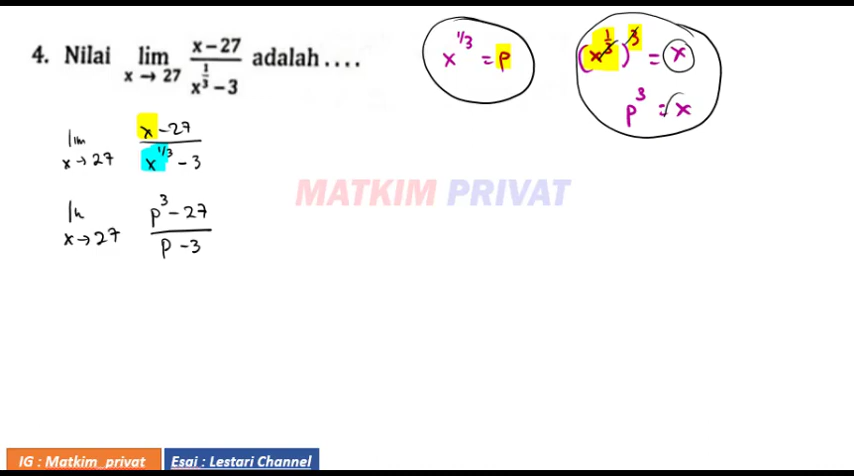 4. Nilai lim x → 27 x − 27 / x^(1/3) − 3 adalah . . . .
x^(1/3) = p
(x^(1/3))^3 = x
p^3 = x
lim x → 27 x − 27 / x^(1/3) − 3
MATKIM PRIVAT
li x → 27 p^3 − 27 / p − 3
IG : Matkim_privat
Esai : Lestari Channel